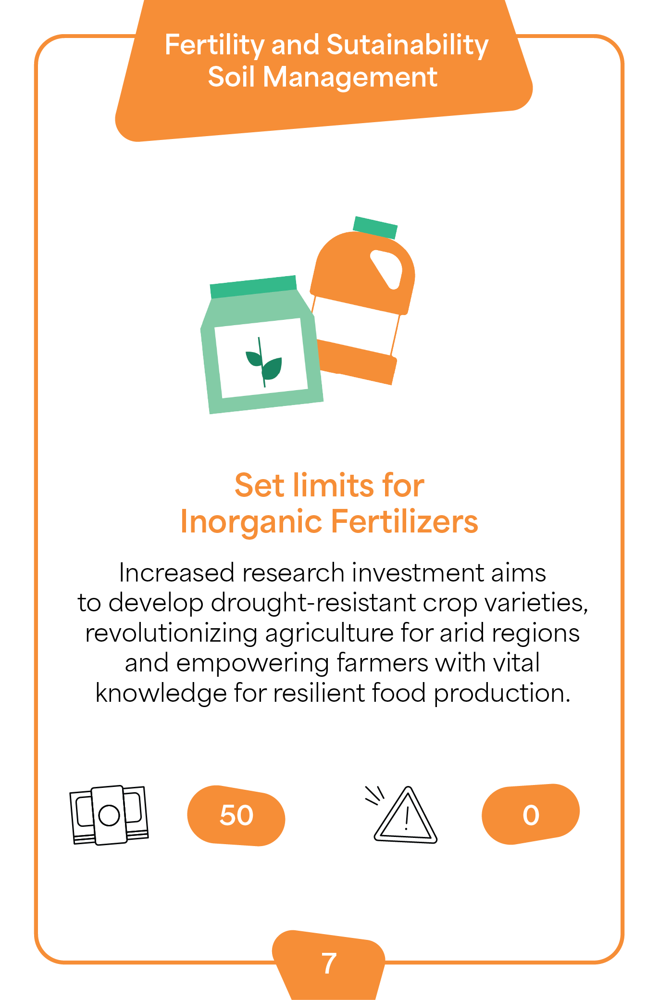 Fertility and Sutainability
Soil Management
Set limits for
Inorganic Fertilizers
Increased research investment aims
to develop drought-resistant crop varieties,
revolutionizing agriculture for arid regions
and empowering farmers with vital
knowledge for resilient food production.
50
!
0
7